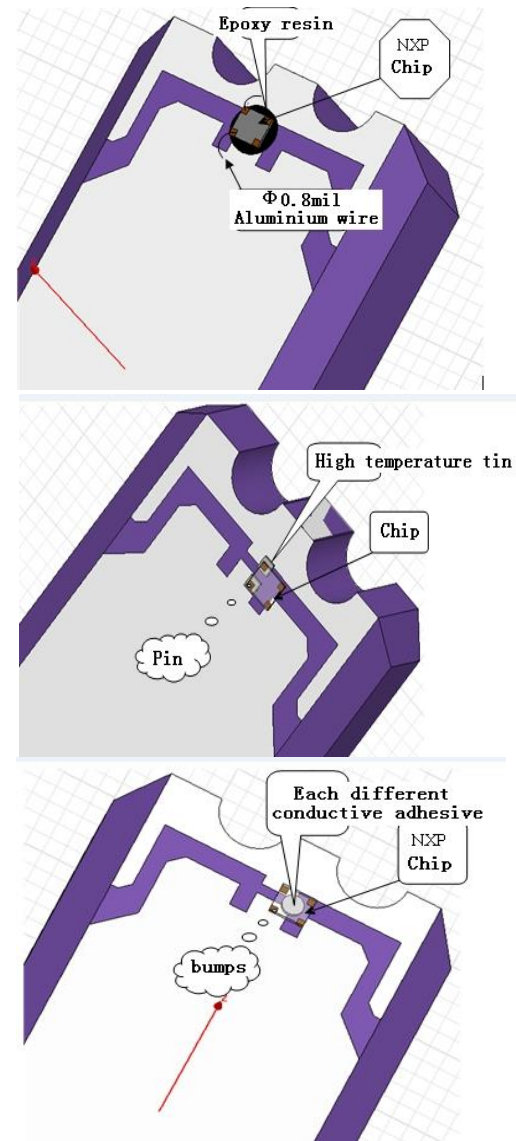 Epoxy resin
NXP
Chip
Φ0.8mil
Aluminium wire
High temperature tin
Chip
Pin
Each different
conductive adhesive
NXP
Chip
bumps